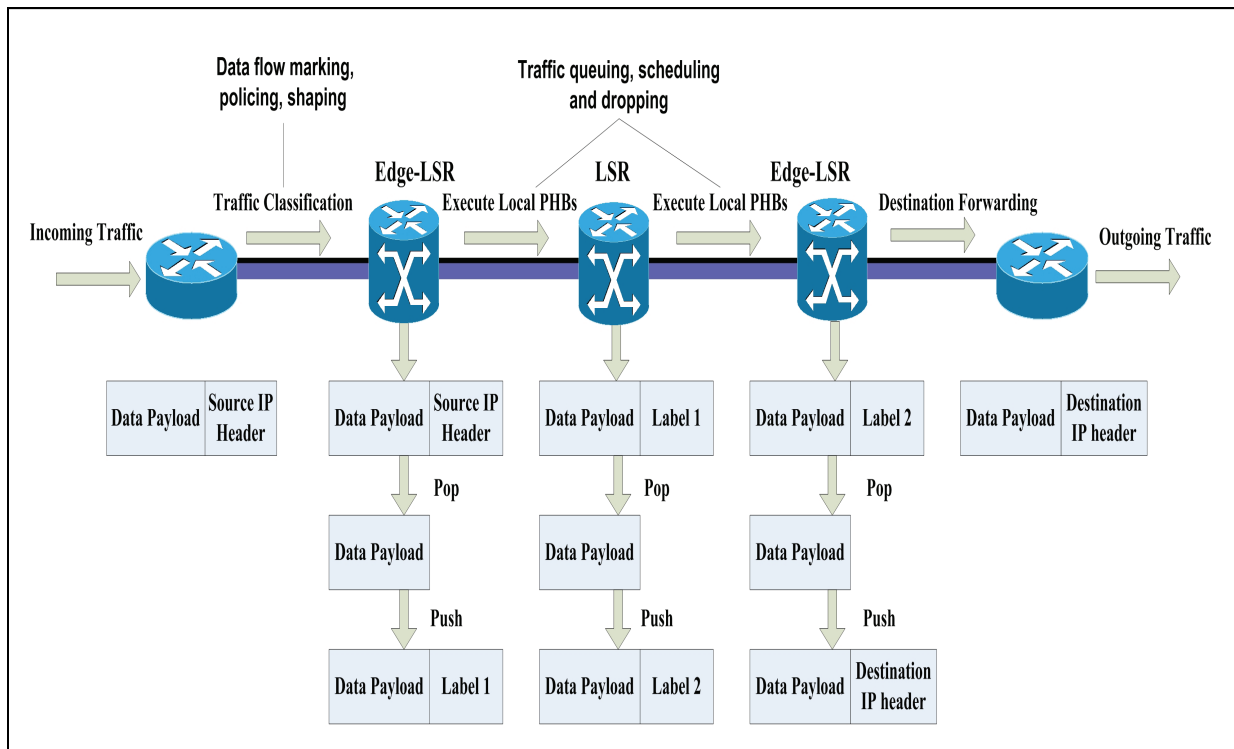 Data flow marking,
policing, shaping
Traffic queuing, scheduling
and dropping
Edge-LSR
LSR
Edge-LSR
Traffic Classification
Execute Local PHBs
Execute Local PHBs
Destination Forwarding
Incoming Traffic
Outgoing Traffic
Data Payload
Source IP
Header
Data Payload
Source IP
Header
Data Payload
Label 1
Data Payload
Label 2
Data Payload
Destination
IP header
Pop
Pop
Pop
Data Payload
Data Payload
Data Payload
Push
Push
Push
Data Payload
Label 1
Data Payload
Label 2
Data Payload
Destination
IP header